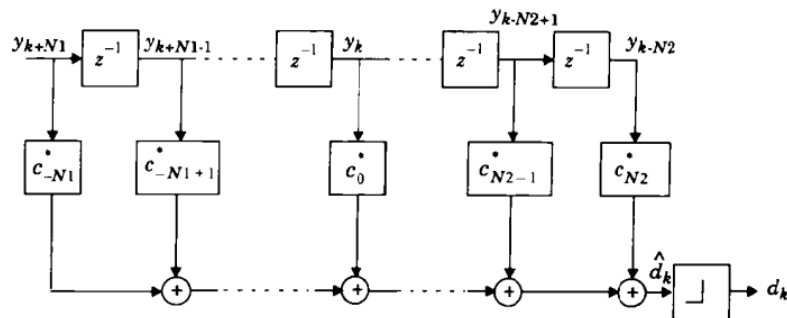 y_{k+N1} y_{k+N1-1} y_k y_{k-N2+1} y_{k-N2}
z^{-1} z^{-1} z^{-1} z^{-1}
c^*_{-N1} c^*_{-N1+1} c^*_0 c^*_{N2-1} c^*_{N2}
+ + + + \hat{d}_k d_k